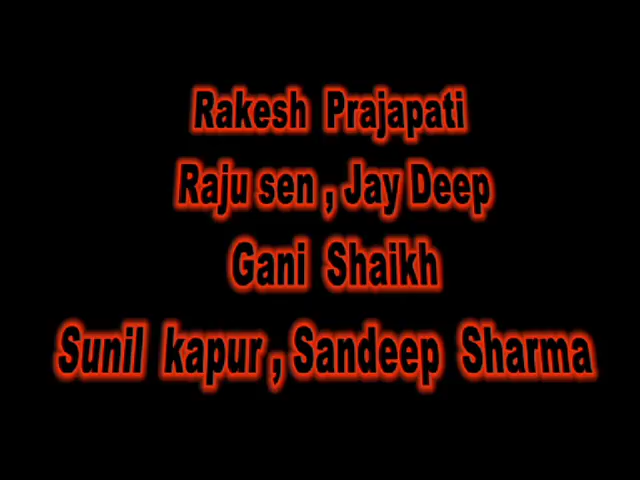 Rakesh Prajapati
Raju sen , Jay Deep
Gani Shaikh
Sunil kapur , Sandeep Sharma